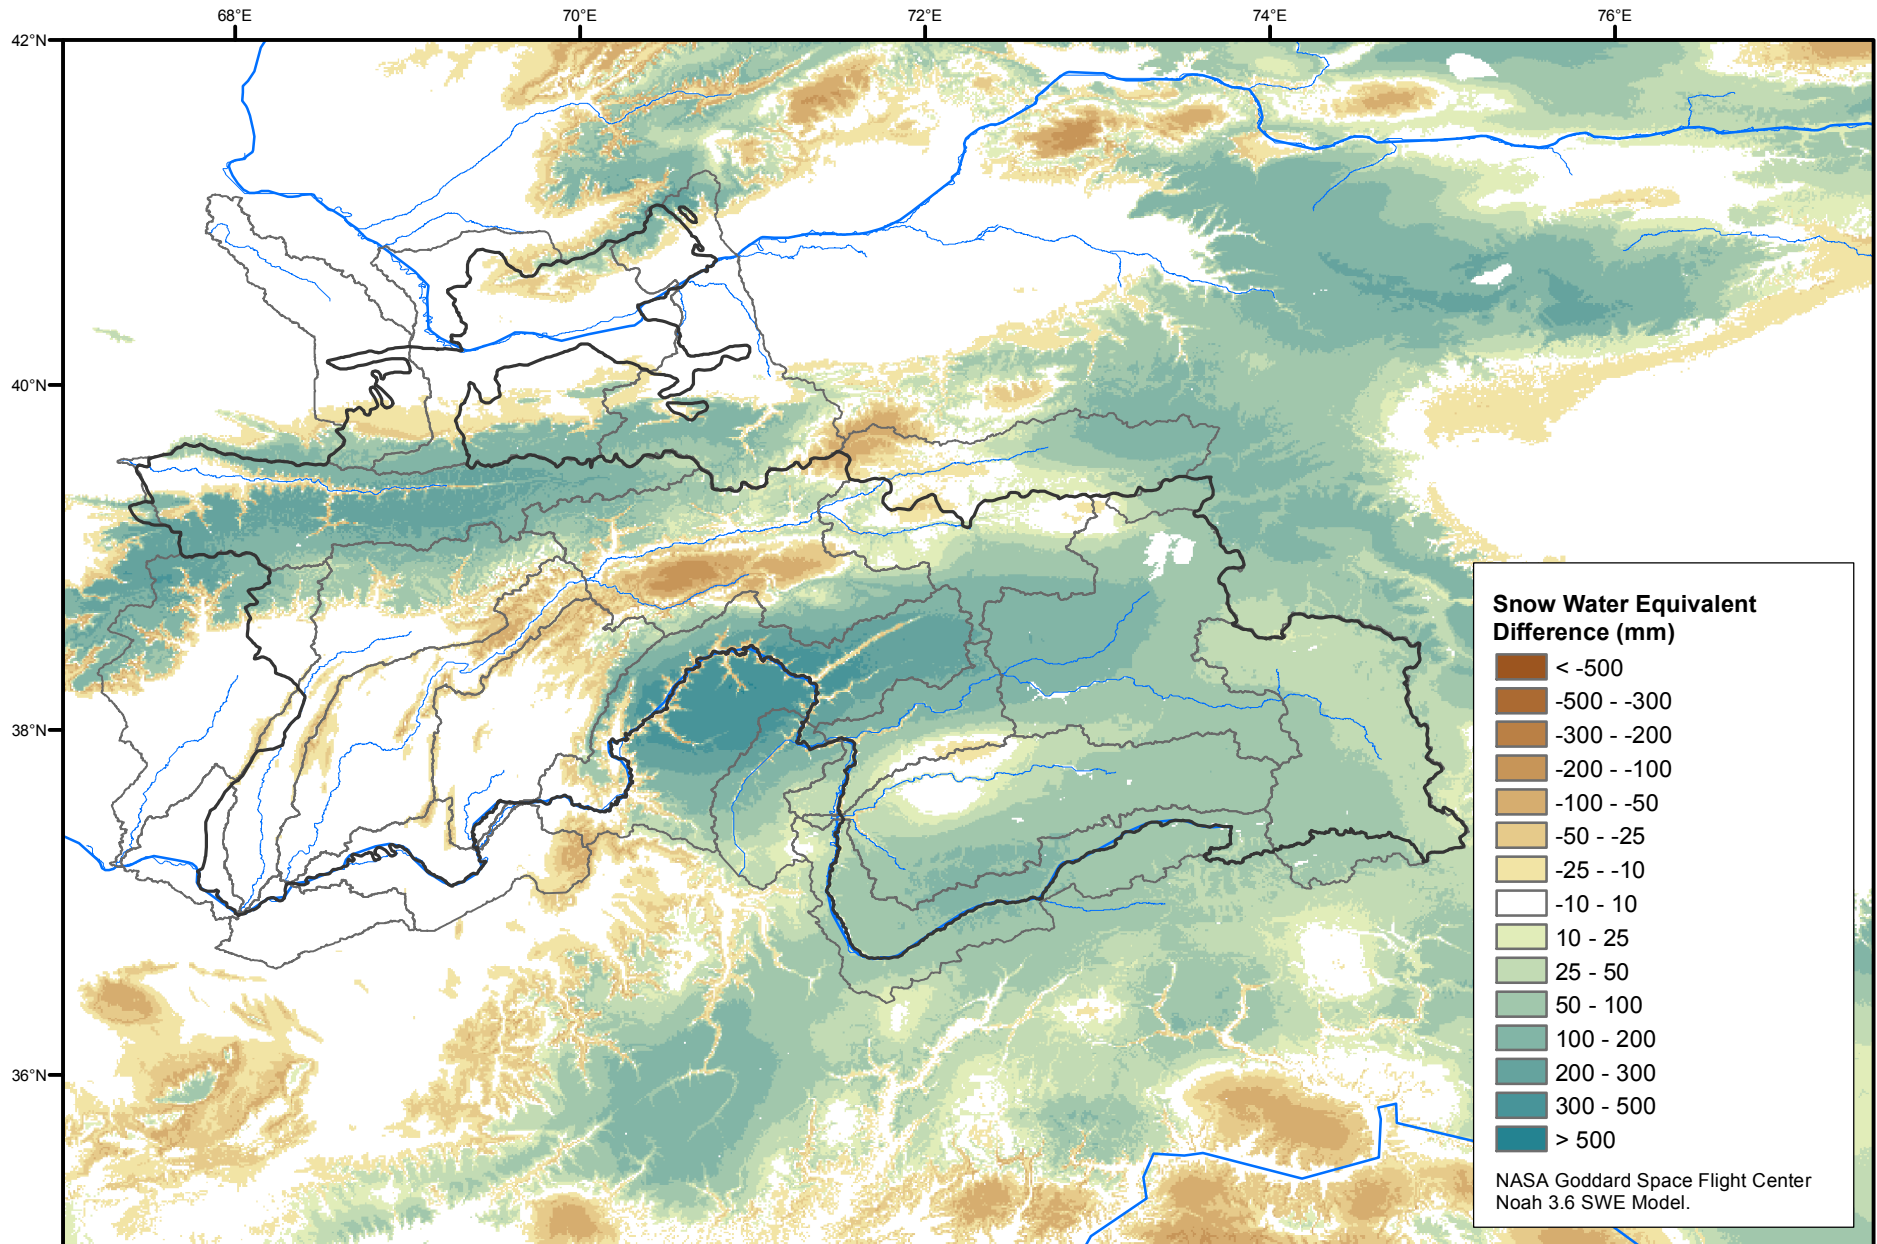 68°E
70°E
72°E
74°E
76°E
42°N
40°N
38°N
36°N
Snow Water Equivalent
Difference (mm)
< -500
-500 - -300
-300 - -200
-200 - -100
-100 - -50
-50 - -25
-25 - -10
-10 - 10
10 - 25
25 - 50
50 - 100
100 - 200
200 - 300
300 - 500
> 500
NASA Goddard Space Flight Center
Noah 3.6 SWE Model.